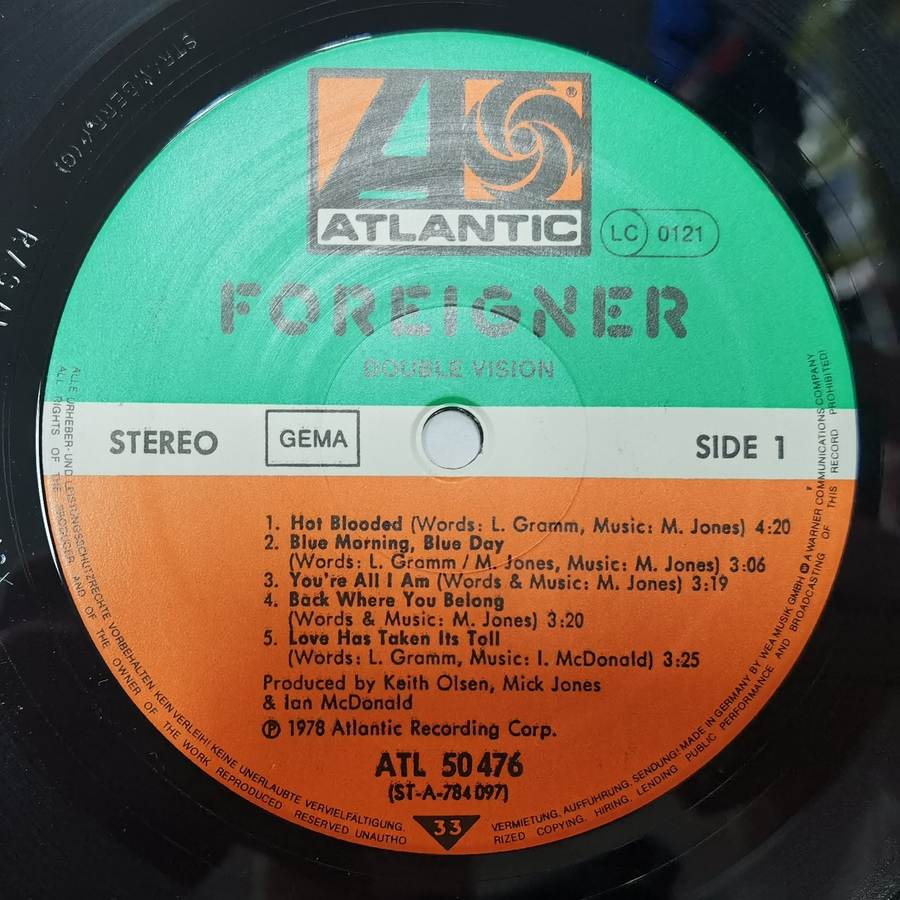 ATLANTIC
®
LC 0121
FOREIGNER
DOUBLE VISION
STEREO
GEMA
SIDE 1
1. Hot Blooded (Words: L. Gramm, Music: M. Jones) 4:20
2. Blue Morning, Blue Day
(Words: L. Gramm / M. Jones, Music: M. Jones) 3:06
3. You're All I Am (Words & Music: M. Jones) 3:19
4. Back Where You Belong
(Words & Music: M. Jones) 3:20
5. Love Has Taken Its Toll
(Words: L. Gramm, Music: I. McDonald) 3:25
Produced by Keith Olsen, Mick Jones
& Ian McDonald
℗ 1978 Atlantic Recording Corp.
ATL 50 476
(ST-A-784 097)
33
ALLE URHEBER- UND LEISTUNGSSCHUTZRECHTE VORBEHALTEN KEIN VERLEIH! KEINE UNERLAUBTE VERVIELFÄLTIGUNG,
VERMIETUNG, AUFFÜHRUNG, SENDUNG! MADE IN GERMANY BY WEA MUSIK GMBH A WARNER COMMUNICATIONS COMPANY
ALL RIGHTS OF THE PRODUCER AND OF THE OWNER OF THE WORK REPRODUCED RESERVED UNAUTHO
RIZED COPYING, HIRING, LENDING PUBLIC PERFORMANCE AND BROADCASTING OF THIS RECORD PROHIBITED!